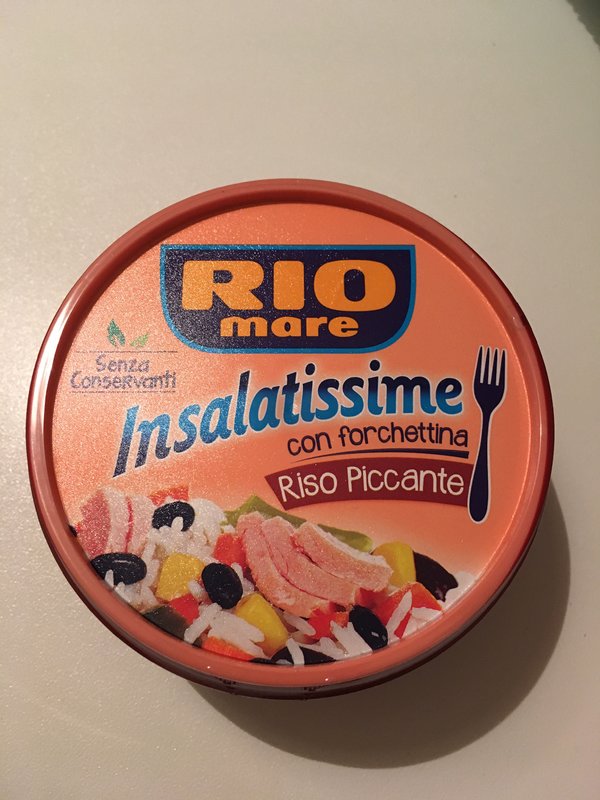 RIO
mare
Senza
Conservanti
Insalatissime
con forchettina
Riso Piccante